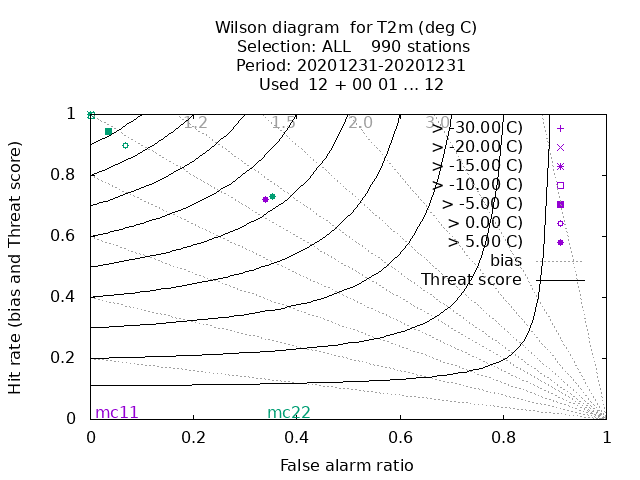 Wilson diagram  for T2m (deg C)
Selection: ALL    990 stations
Period: 20201231-20201231
Used  12 + 00 01 ... 12
1
0.8
0.6
0.4
0.2
0
0
0.2
0.4
0.6
0.8
1
1.2
1.5
2.0
3.0
> -30.00 C)
> -20.00 C)
> -15.00 C)
> -10.00 C)
> -5.00 C)
> 0.00 C)
> 5.00 C)
bias
Threat score
mc11
mc22
Hit rate (bias and Threat score)
False alarm ratio